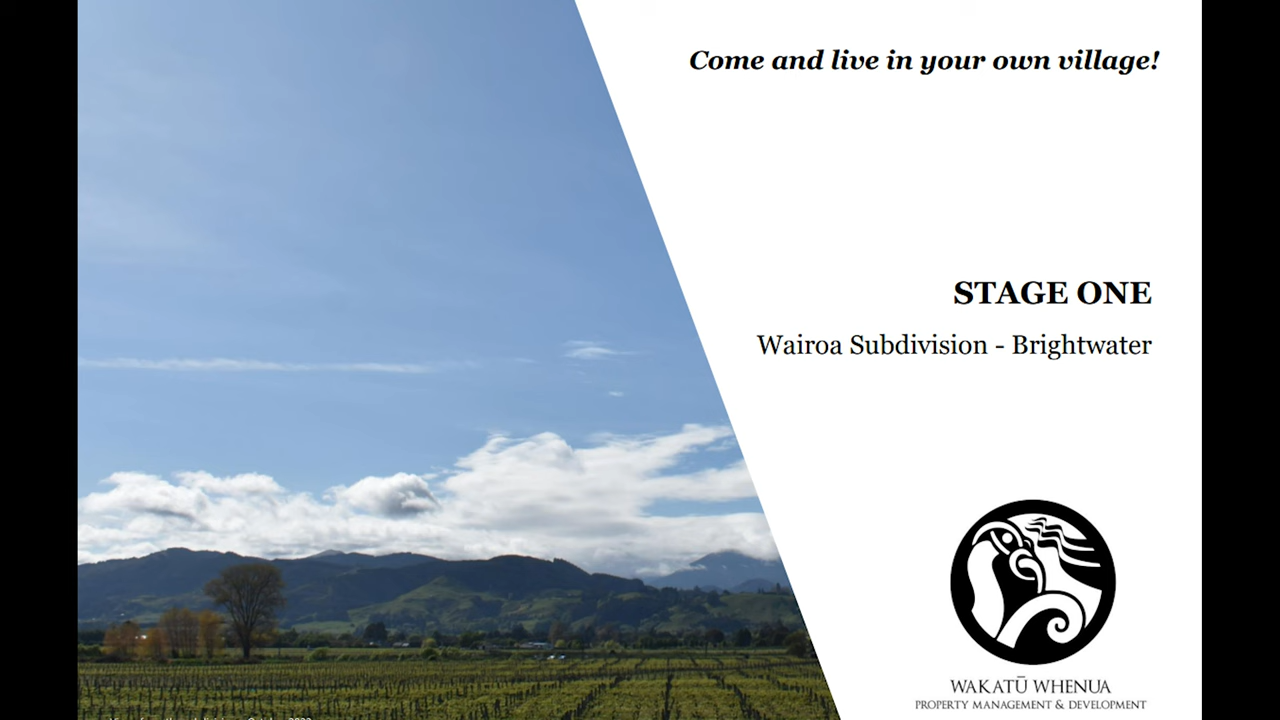 Come and live in your own village!
STAGE ONE
Wairoa Subdivision - Brightwater
WAKATŪ WHENUA
PROPERTY MANAGEMENT & DEVELOPMENT